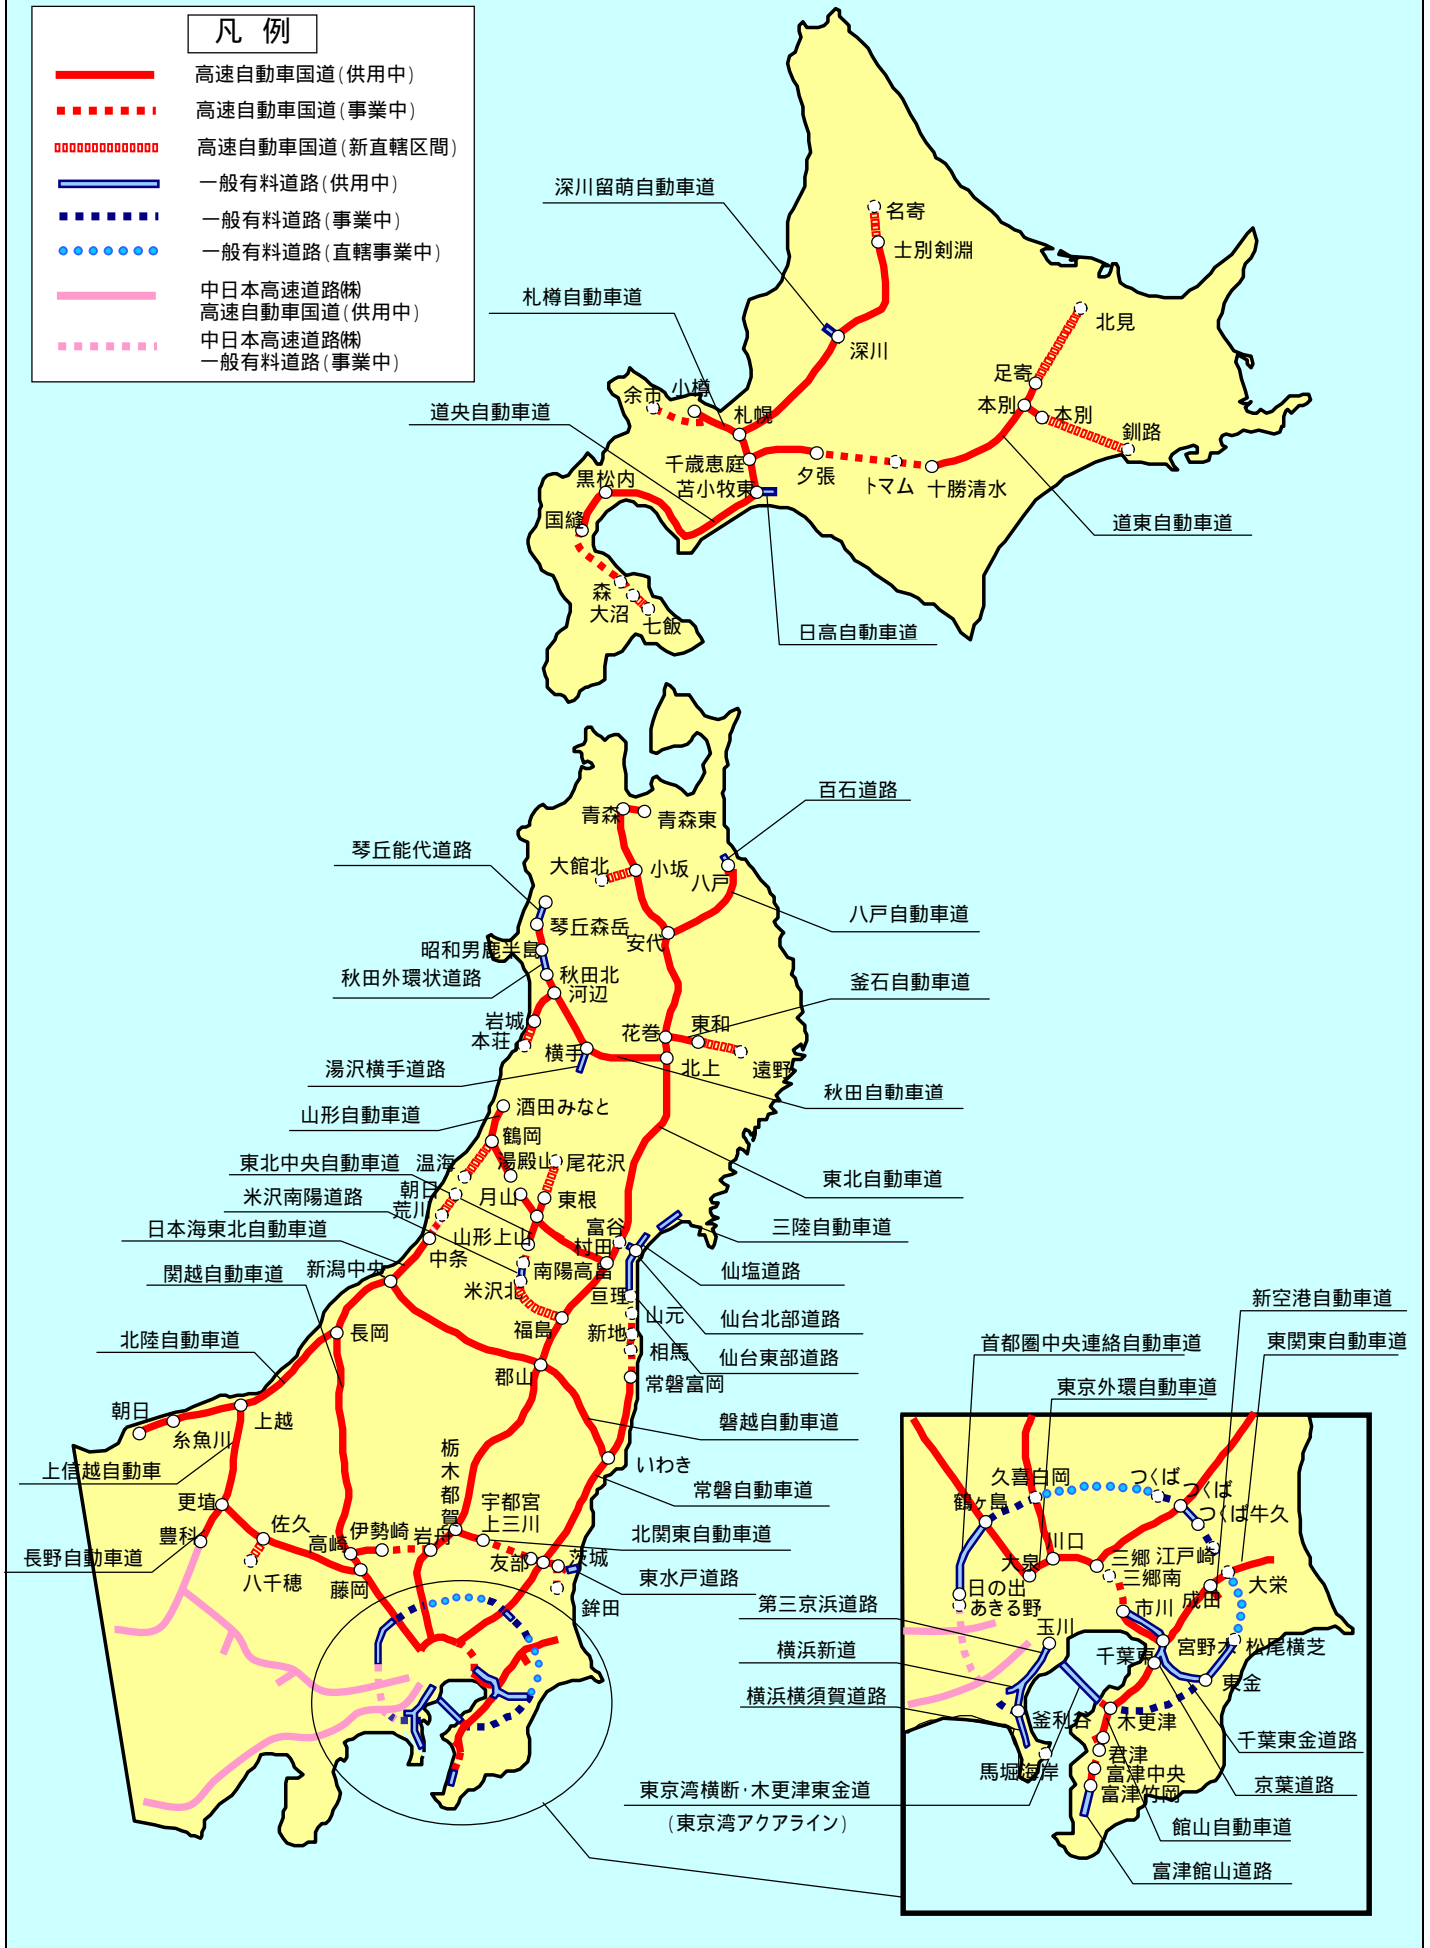 凡 例
高速自動車国道(供用中)
高速自動車国道(事業中)
高速自動車国道(新直轄区間)
一般有料道路(供用中)
一般有料道路(事業中)
一般有料道路(直轄事業中)
中日本高速道路㈱
高速自動車国道(供用中)
中日本高速道路㈱
一般有料道路(事業中)
深川留萌自動車道
名寄
士別剣淵
札樽自動車道
北見
深川
足寄
余市
小樽
本別
本別
道央自動車道
札幌
釧路
千歳恵庭
夕張
トマム
十勝清水
黒松内
苫小牧東
国縫
道東自動車道
森
大沼
七飯
日高自動車道
百石道路
青森
青森東
琴丘能代道路
大館北
小坂
八戸
八戸自動車道
琴丘森岳
安代
昭和男鹿半島
秋田外環状道路
秋田北
河辺
釜石自動車道
岩城
本荘
花巻
東和
横手
北上
遠野
湯沢横手道路
秋田自動車道
山形自動車道
酒田みなと
鶴岡
東北中央自動車道
温海
湯殿山
尾花沢
東北自動車道
米沢南陽道路
朝日
荒川
月山
東根
日本海東北自動車道
山形上山
富谷
村田
三陸自動車道
中条
新潟中央
関越自動車道
南陽高畠
仙塩道路
米沢北
亘理
山元
仙台北部道路
新空港自動車道
福島
新地
長岡
北陸自動車道
相馬
仙台東部道路
首都圏中央連絡自動車道
東関東自動車道
郡山
常磐富岡
東京外環自動車道
朝日
上越
糸魚川
磐越自動車道
栃木都賀
いわき
上信越自動車
常磐自動車道
久喜白岡
つくば
つくば
更埴
鶴ヶ島
つくば牛久
豊科
佐久
高崎
伊勢崎
岩舟
宇都宮
上三川
北関東自動車道
川口
長野自動車道
八千穂
藤岡
友部
茨城
東水戸道路
大泉
三郷
三郷南
江戸崎
大栄
鉾田
日の出
あきる野
成田
第三京浜道路
市川
玉川
横浜新道
宮野木
松尾横芝
千葉東
東金
横浜横須賀道路
釜利谷
木更津
千葉東金道路
君津
馬堀海岸
富津中央
富津竹岡
京葉道路
東京湾横断・木更津東金道
(東京湾アクアライン)
館山自動車道
富津館山道路